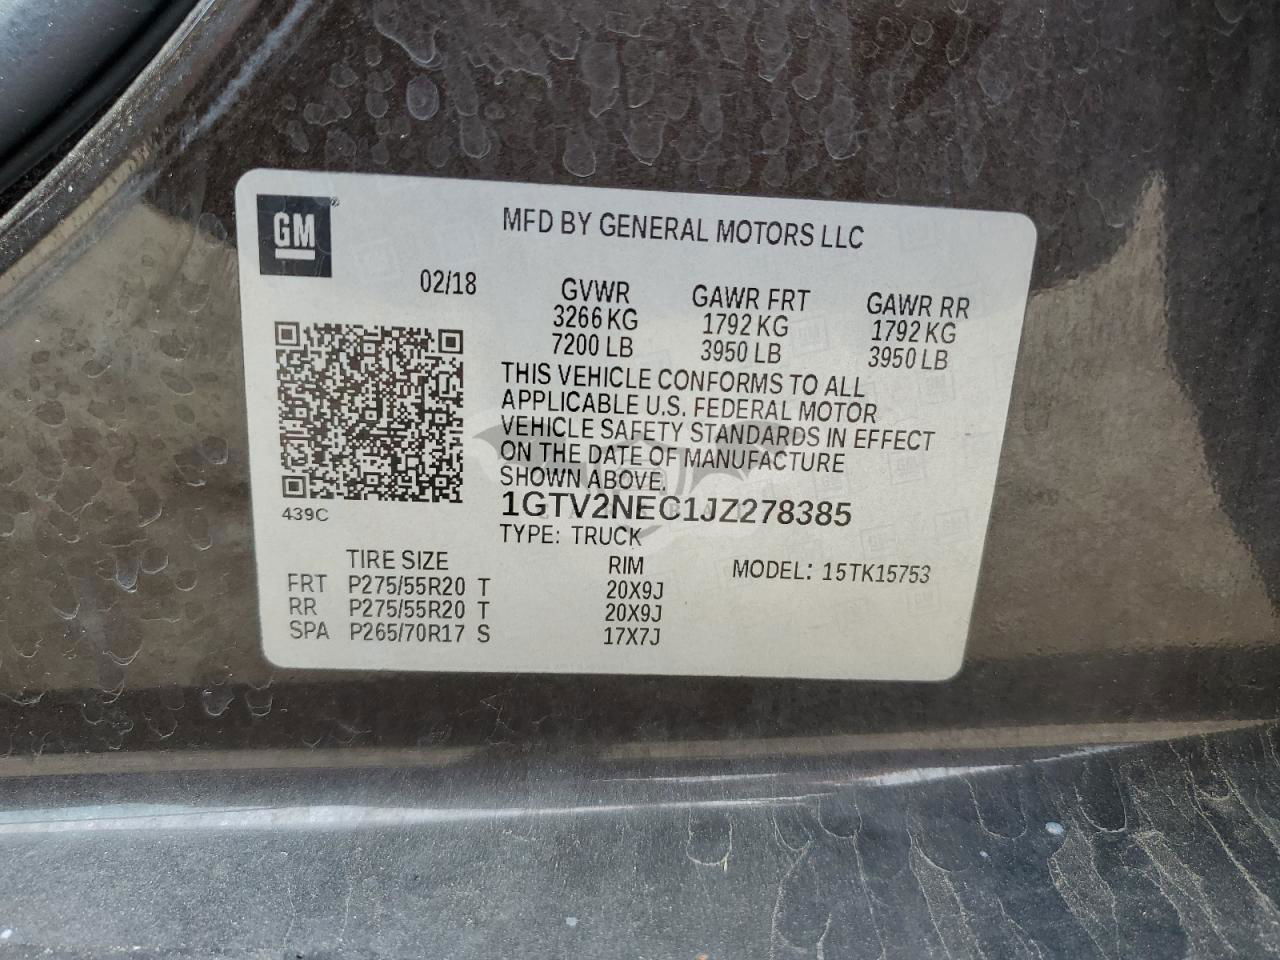 GM
MFD BY GENERAL MOTORS LLC
02/18
GVWR GAWR FRT GAWR RR
3266 KG 1792 KG 1792 KG
7200 LB 3950 LB 3950 LB
THIS VEHICLE CONFORMS TO ALL
APPLICABLE U.S. FEDERAL MOTOR
VEHICLE SAFETY STANDARDS IN EFFECT
ON THE DATE OF MANUFACTURE
SHOWN ABOVE.
439C
1GTV2NEC1JZ278385
TYPE: TRUCK
TIRE SIZE RIM MODEL: 15TK15753
FRT P275/55R20 T 20X9J
RR P275/55R20 T 20X9J
SPA P265/70R17 S 17X7J